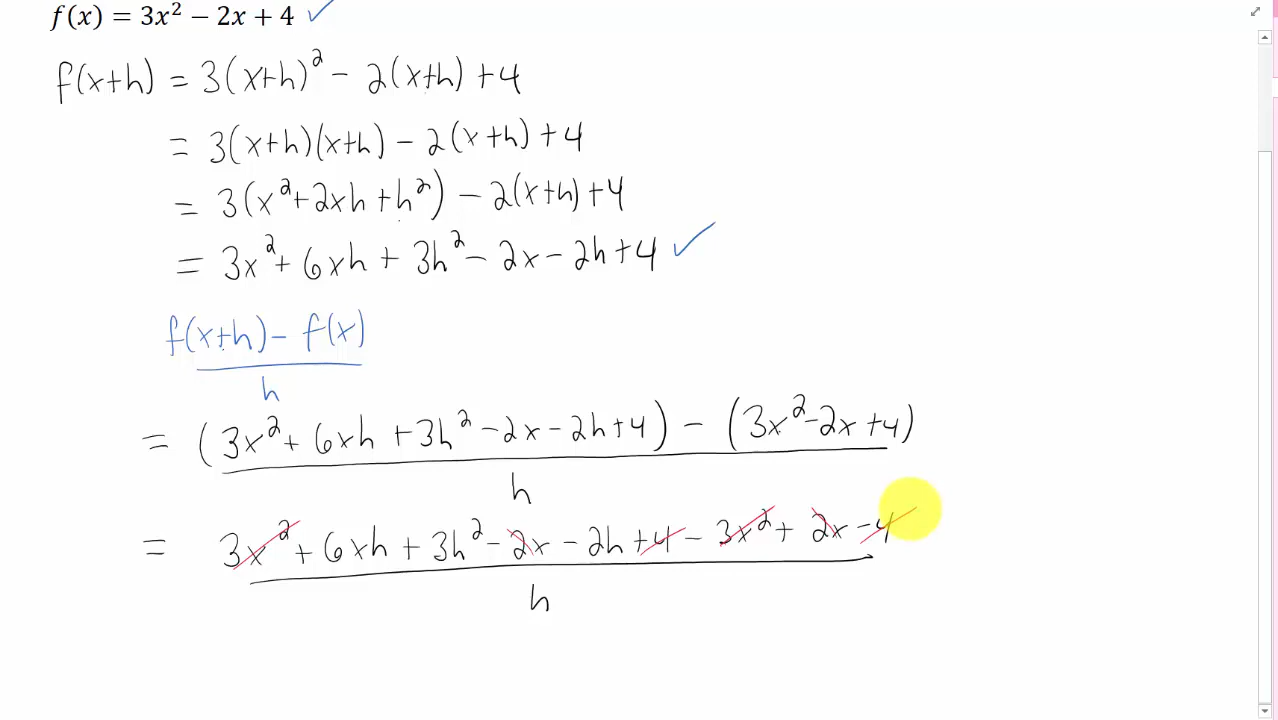 f(x) = 3x² − 2x + 4 ✓
f(x+h) = 3(x+h)² − 2(x+h) + 4
= 3(x+h)(x+h) − 2(x+h) + 4
= 3(x² + 2xh + h²) − 2(x+h) + 4
= 3x² + 6xh + 3h² − 2x − 2h + 4 ✓
f(x+h) − f(x)
h
= (3x² + 6xh + 3h² − 2x − 2h + 4) − (3x² − 2x + 4)
h
= 3x² + 6xh + 3h² − 2x − 2h + 4 − 3x² + 2x − 4
h